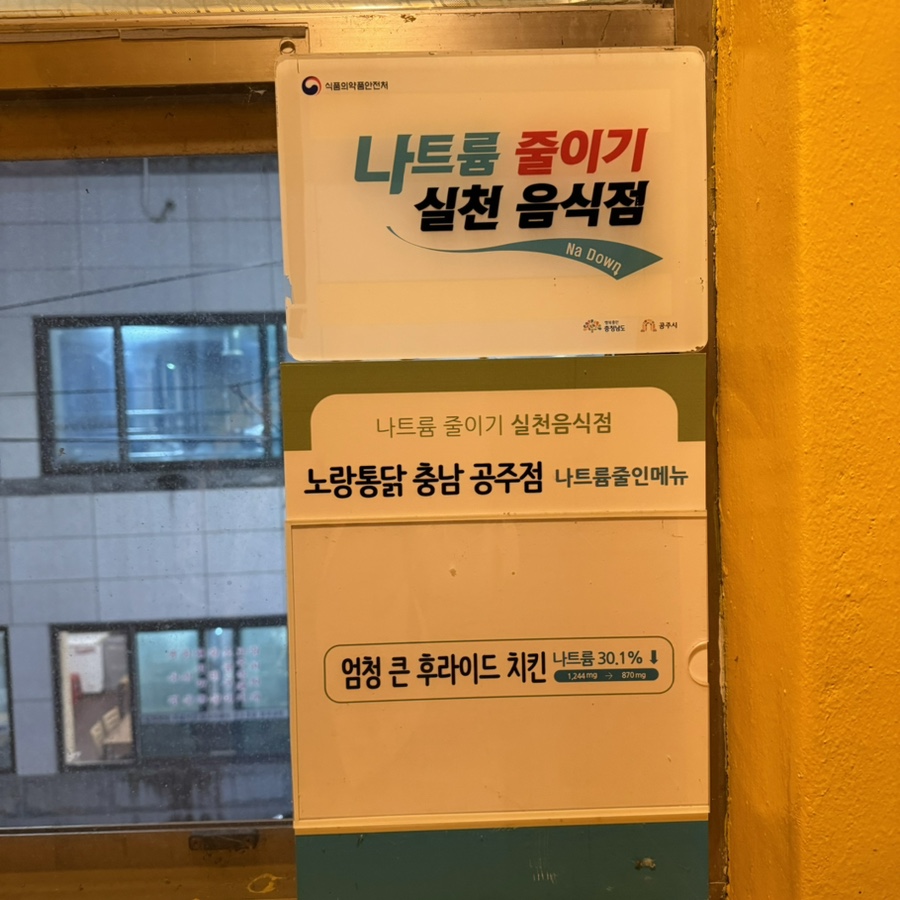 식품의약품안전처
나트륨 줄이기
실천 음식점
Na Down
충청남도
공주시
나트륨 줄이기 실천음식점
노랑통닭 충남 공주점 나트륨줄인메뉴
엄청 큰 후라이드 치킨 나트륨 30.1% ⬇
1,244 mg → 870 mg